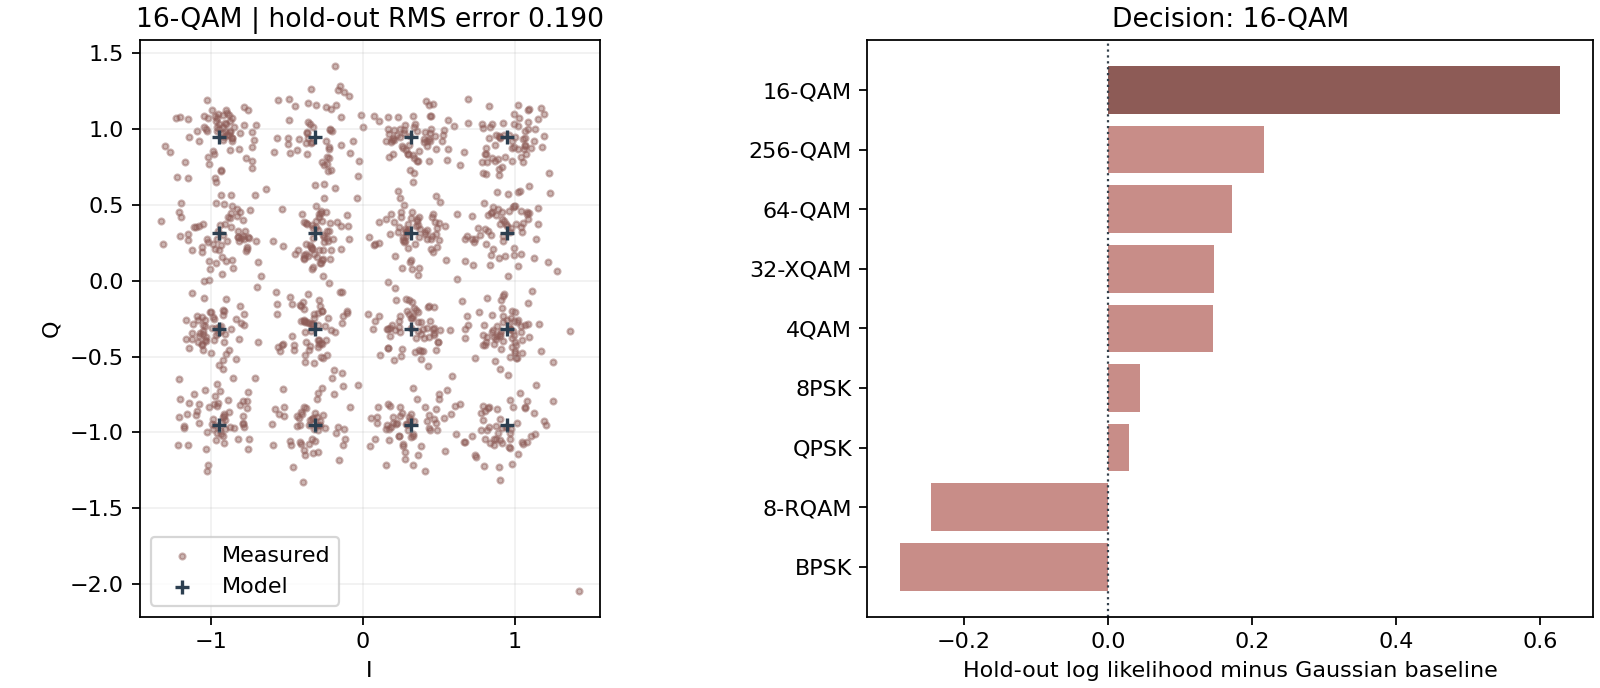 16-QAM | hold-out RMS error 0.190
1.5
1.0
0.5
0.0
−0.5
−1.0
−1.5
−2.0
Q
Measured
Model
−1
0
1
I
Decision: 16-QAM
16-QAM
256-QAM
64-QAM
32-XQAM
4QAM
8PSK
QPSK
8-RQAM
BPSK
−0.2
0.0
0.2
0.4
0.6
Hold-out log likelihood minus Gaussian baseline